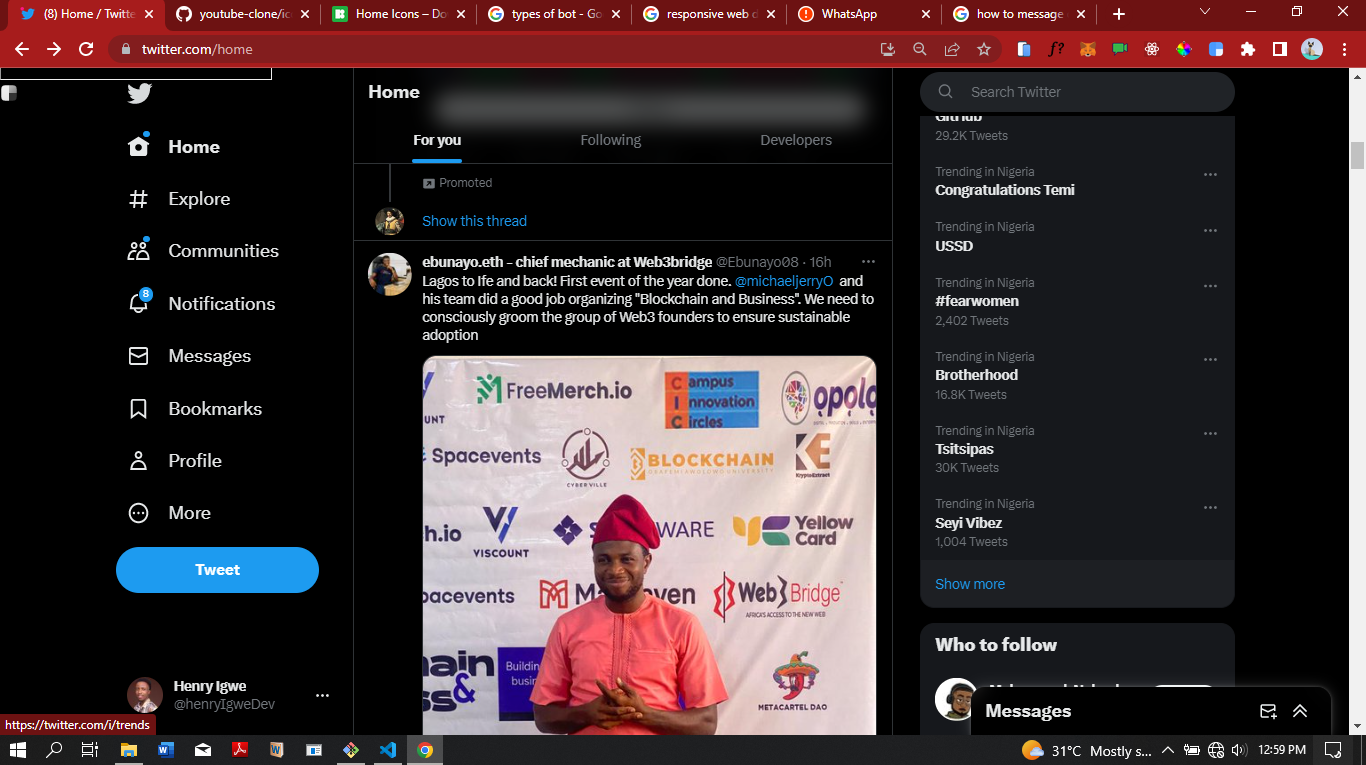 (8) Home / Twitte
youtube-clone/ic
Home Icons – Do
types of bot - Go
responsive web d
WhatsApp
how to message
twitter.com/home
Home
Explore
Communities
8
Notifications
Messages
Bookmarks
Profile
More
Tweet
Henry Igwe
@henryIgweDev
https://twitter.com/i/trends
Home
For you
Following
Developers
Promoted
Show this thread
ebunayo.eth - chief mechanic at Web3bridge @Ebunayo08 · 16h
Lagos to Ife and back! First event of the year done. @michaeljerryO and
his team did a good job organizing "Blockchain and Business". We need to
consciously groom the group of Web3 founders to ensure sustainable
adoption
FreeMerch.io
Campus
Innovation
Circles
opolo
UNT
Spacevents
CYBER VILLE
BLOCKCHAIN
OBAFEMI AWOLOWO UNIVERSITY
KE
KryptoExtract
h.io
VISCOUNT
WARE
Yellow
Card
pacevents
ven
Web3Bridge
AFRICA'S ACCESS TO THE NEW WEB
hain
&
ss
Building
busin
METACARTEL DAO
Search Twitter
GitHub
29.2K Tweets
Trending in Nigeria
Congratulations Temi
Trending in Nigeria
USSD
Trending in Nigeria
#fearwomen
2,402 Tweets
Trending in Nigeria
Brotherhood
16.8K Tweets
Trending in Nigeria
Tsitsipas
30K Tweets
Trending in Nigeria
Seyi Vibez
1,004 Tweets
Show more
Who to follow
Messages
31°C Mostly s...
12:59 PM